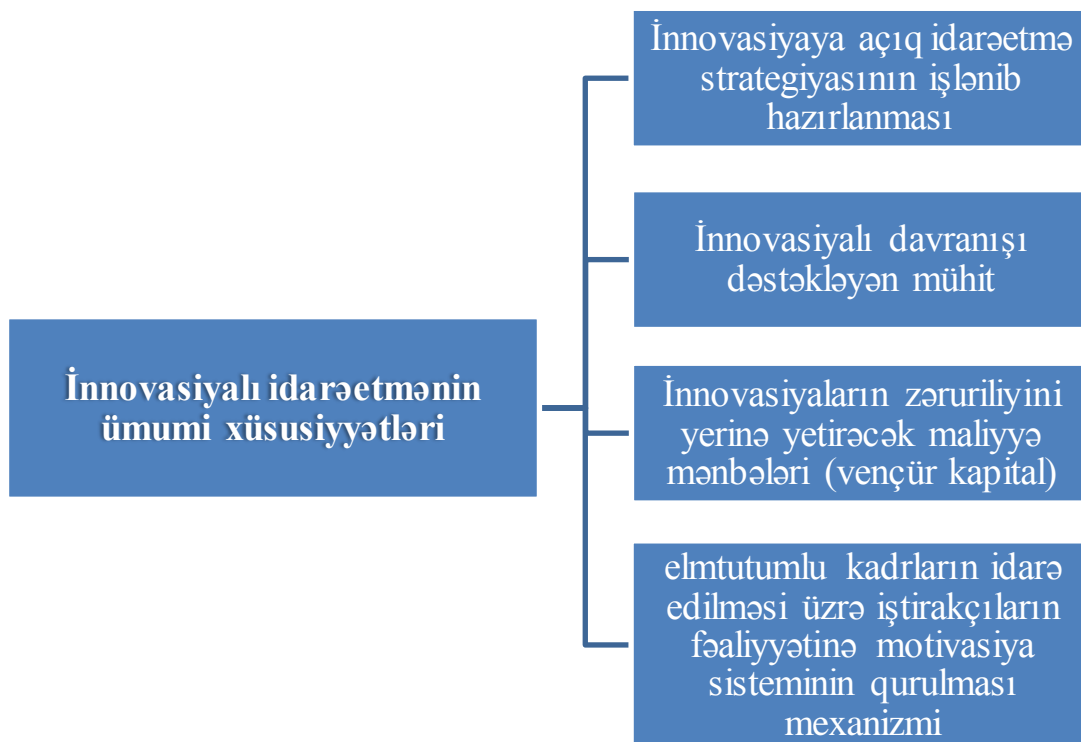 İnnovasiyalı idarəetmənin
ümumi xüsusiyyətləri
İnnovasiyaya açıq idarəetmə
strategiyasının işlənib
hazırlanması
İnnovasiyalı davranışı
dəstəkləyən mühit
İnnovasiyaların zəruriliyini
yerinə yetirəcək maliyyə
mənbələri (vençür kapital)
elmtutumlu kadrların idarə
edilməsi üzrə iştirakçıların
fəaliyyətinə motivasiya
sisteminin qurulması
mexanizmi